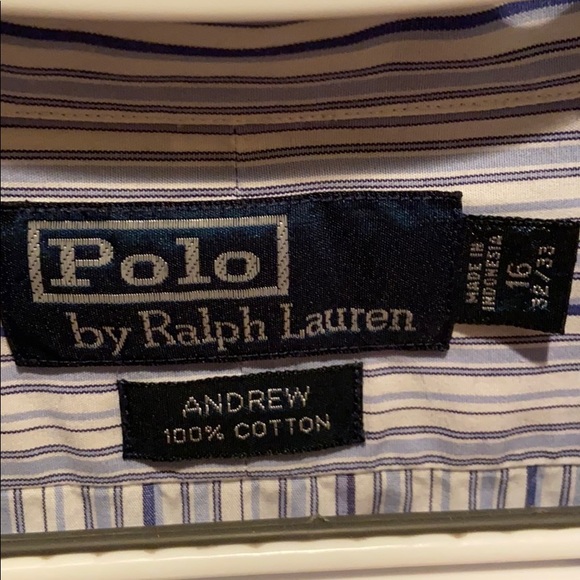 Polo
by Ralph Lauren
MADE IN
INDONESIA
16
32/33
ANDREW
100% COTTON